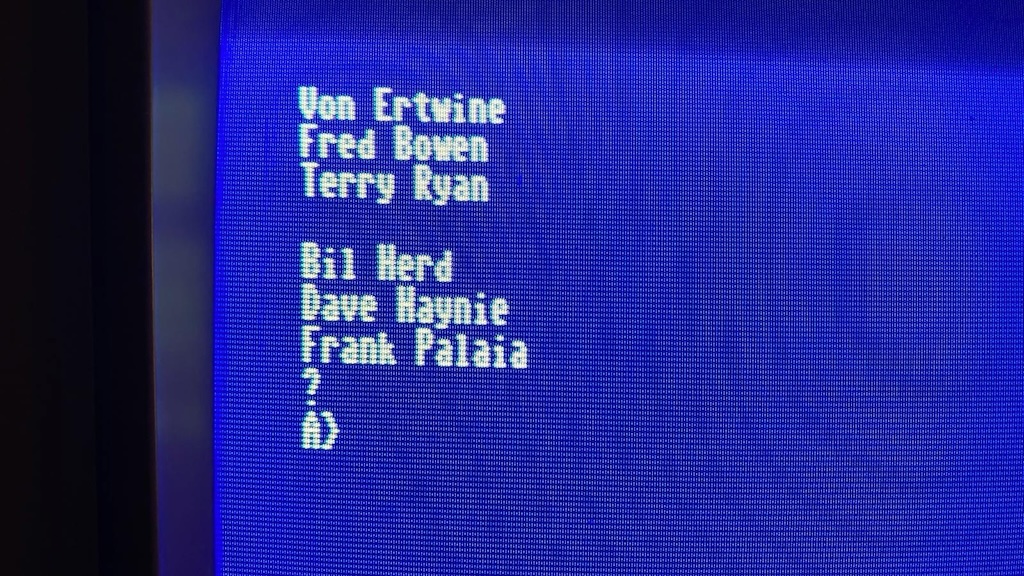 Von Ertwine
Fred Bowen
Terry Ryan
Bil Herd
Dave Haynie
Frank Palaia
?
A>